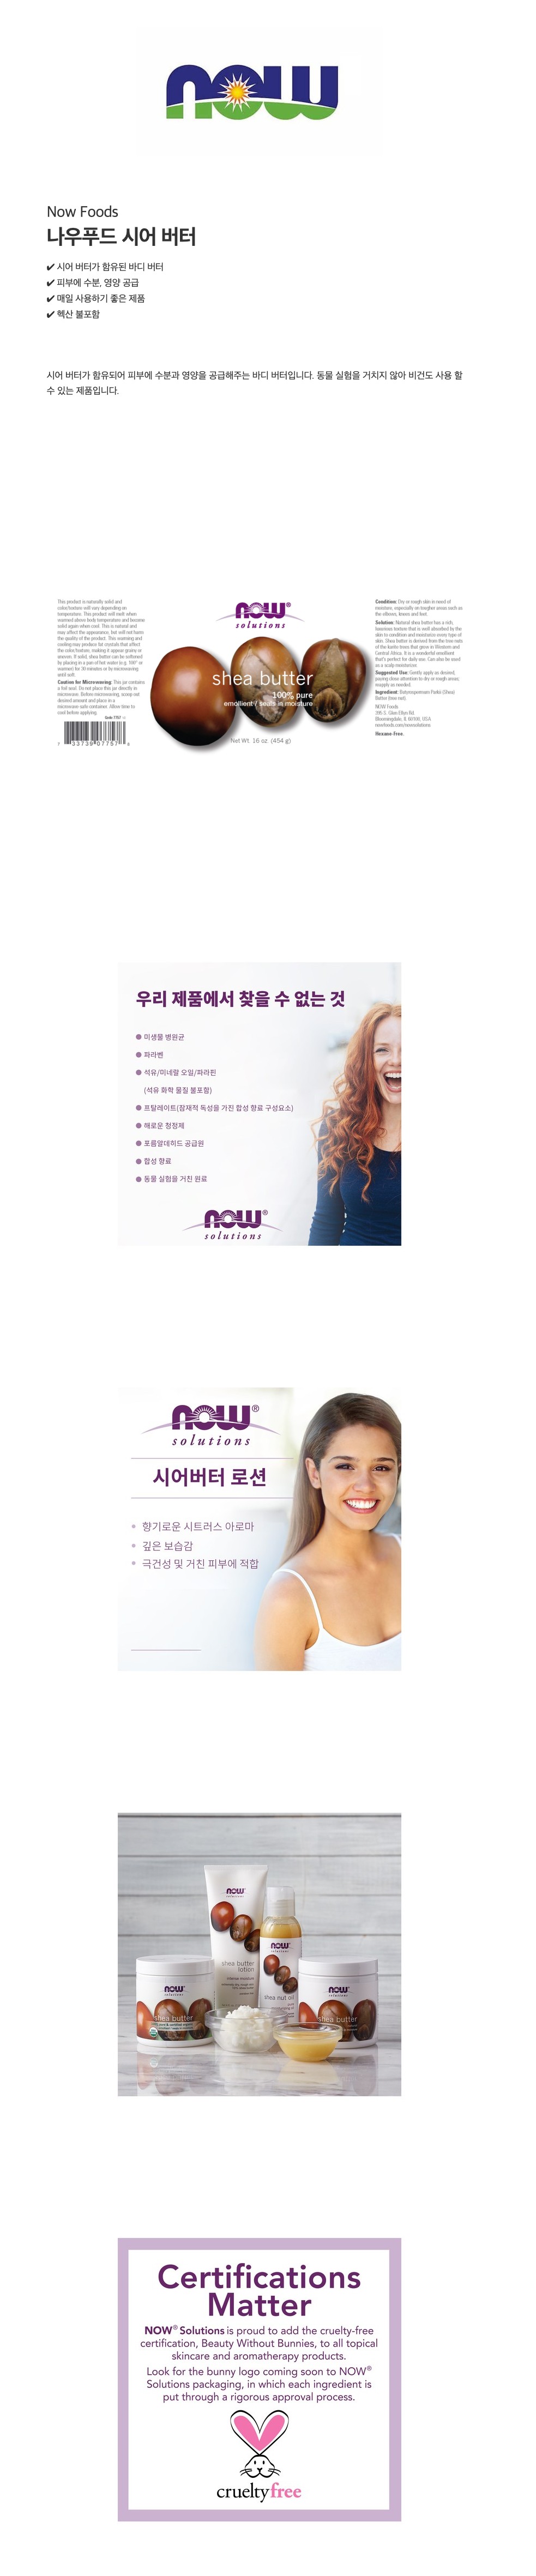 now
Now Foods
나우푸드 시어 버터
✔ 시어 버터가 함유된 바디 버터
✔ 피부에 수분, 영양 공급
✔ 매일 사용하기 좋은 제품
✔ 헥산 불포함
시어 버터가 함유되어 피부에 수분과 영양을 공급해주는 바디 버터입니다. 동물 실험을 거치지 않아 비건도 사용 할
수 있는 제품입니다.
This product is naturally solid and
color/texture will vary depending on
temperature. This product will melt when
warmed above body temperature and become
solid again when cool. This is natural and
may affect the appearance, but will not harm
the quality of the product. This warming and
cooling may produce fat crystals that affect
the color/texture, making it appear grainy or
uneven. If solid, shea butter can be softened
by placing in a pan of hot water (e.g. 100° or
warmer) for 30 minutes or by microwaving
until soft.
Caution for Microwaving: This jar contains
a foil seal. Do not place this jar directly in
microwave. Before microwaving, scoop out
desired amount and place in a
microwave-safe container. Allow time to
cool before applying.
Code 7757
7 33739 07757 6
now®
solutions
shea butter
100% pure
emollient / seals in moisture
Net Wt. 16 oz (454 g)
Condition: Dry or rough skin in need of
moisture, especially on tougher areas such as
the elbows, knees and feet.
Solution: Natural shea butter has a rich,
luxurious texture that is well absorbed by the
skin to condition and moisturize every type of
skin. Shea butter is derived from the tree nuts
of the karite trees that grow in Western and
Central Africa. It is a wonderful emollient
that's perfect for daily use. Can also be used
as a scalp moisturizer.
Suggested Use: Gently apply as desired,
paying close attention to dry or rough areas;
reapply as needed.
Ingredient: Butyrospermum Parkii (Shea)
Butter (tree nut).
NOW Foods
395 S. Glen Ellyn Rd.
Bloomingdale, IL 60108, USA
nowfoods.com/nowsolutions
Hexane-Free.
우리 제품에서 찾을 수 없는 것
● 미생물 병원균
● 파라벤
● 석유/미네랄 오일/파라핀
(석유 화학 물질 불포함)
● 프탈레이트(잠재적 독성을 가진 합성 향료 구성요소)
● 해로운 청정제
● 포름알데히드 공급원
● 합성 향료
● 동물 실험을 거친 원료
now®
solutions
now®
solutions
시어버터 로션
• 향기로운 시트러스 아로마
• 깊은 보습감
• 극건성 및 거친 피부에 적합
now
solutions
shea butter
lotion
now
solutions
shea nut oil
now
solutions
shea butter
now
solutions
shea butter
Certifications
Matter
NOW® Solutions is proud to add the cruelty-free
certification, Beauty Without Bunnies, to all topical
skincare and aromatherapy products.
Look for the bunny logo coming soon to NOW®
Solutions packaging, in which each ingredient is
put through a rigorous approval process.
crueltyfree